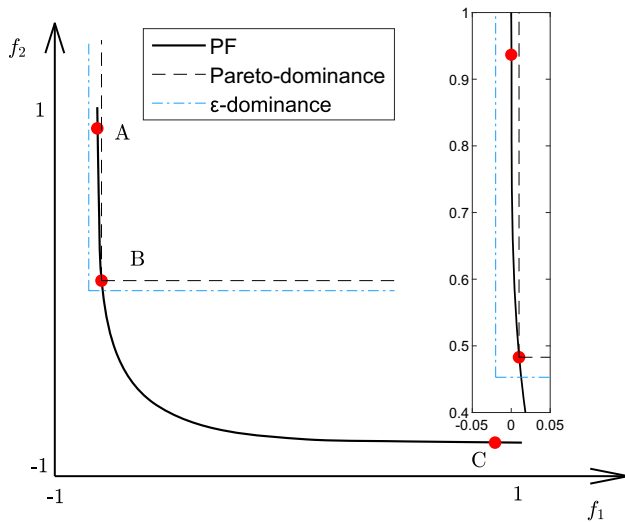 f₂
1
PF
Pareto-dominance
ε-dominance
A
B
C
-1
-1
1
f₁
1
0.9
0.8
0.7
0.6
0.5
0.4
-0.05
0
0.05